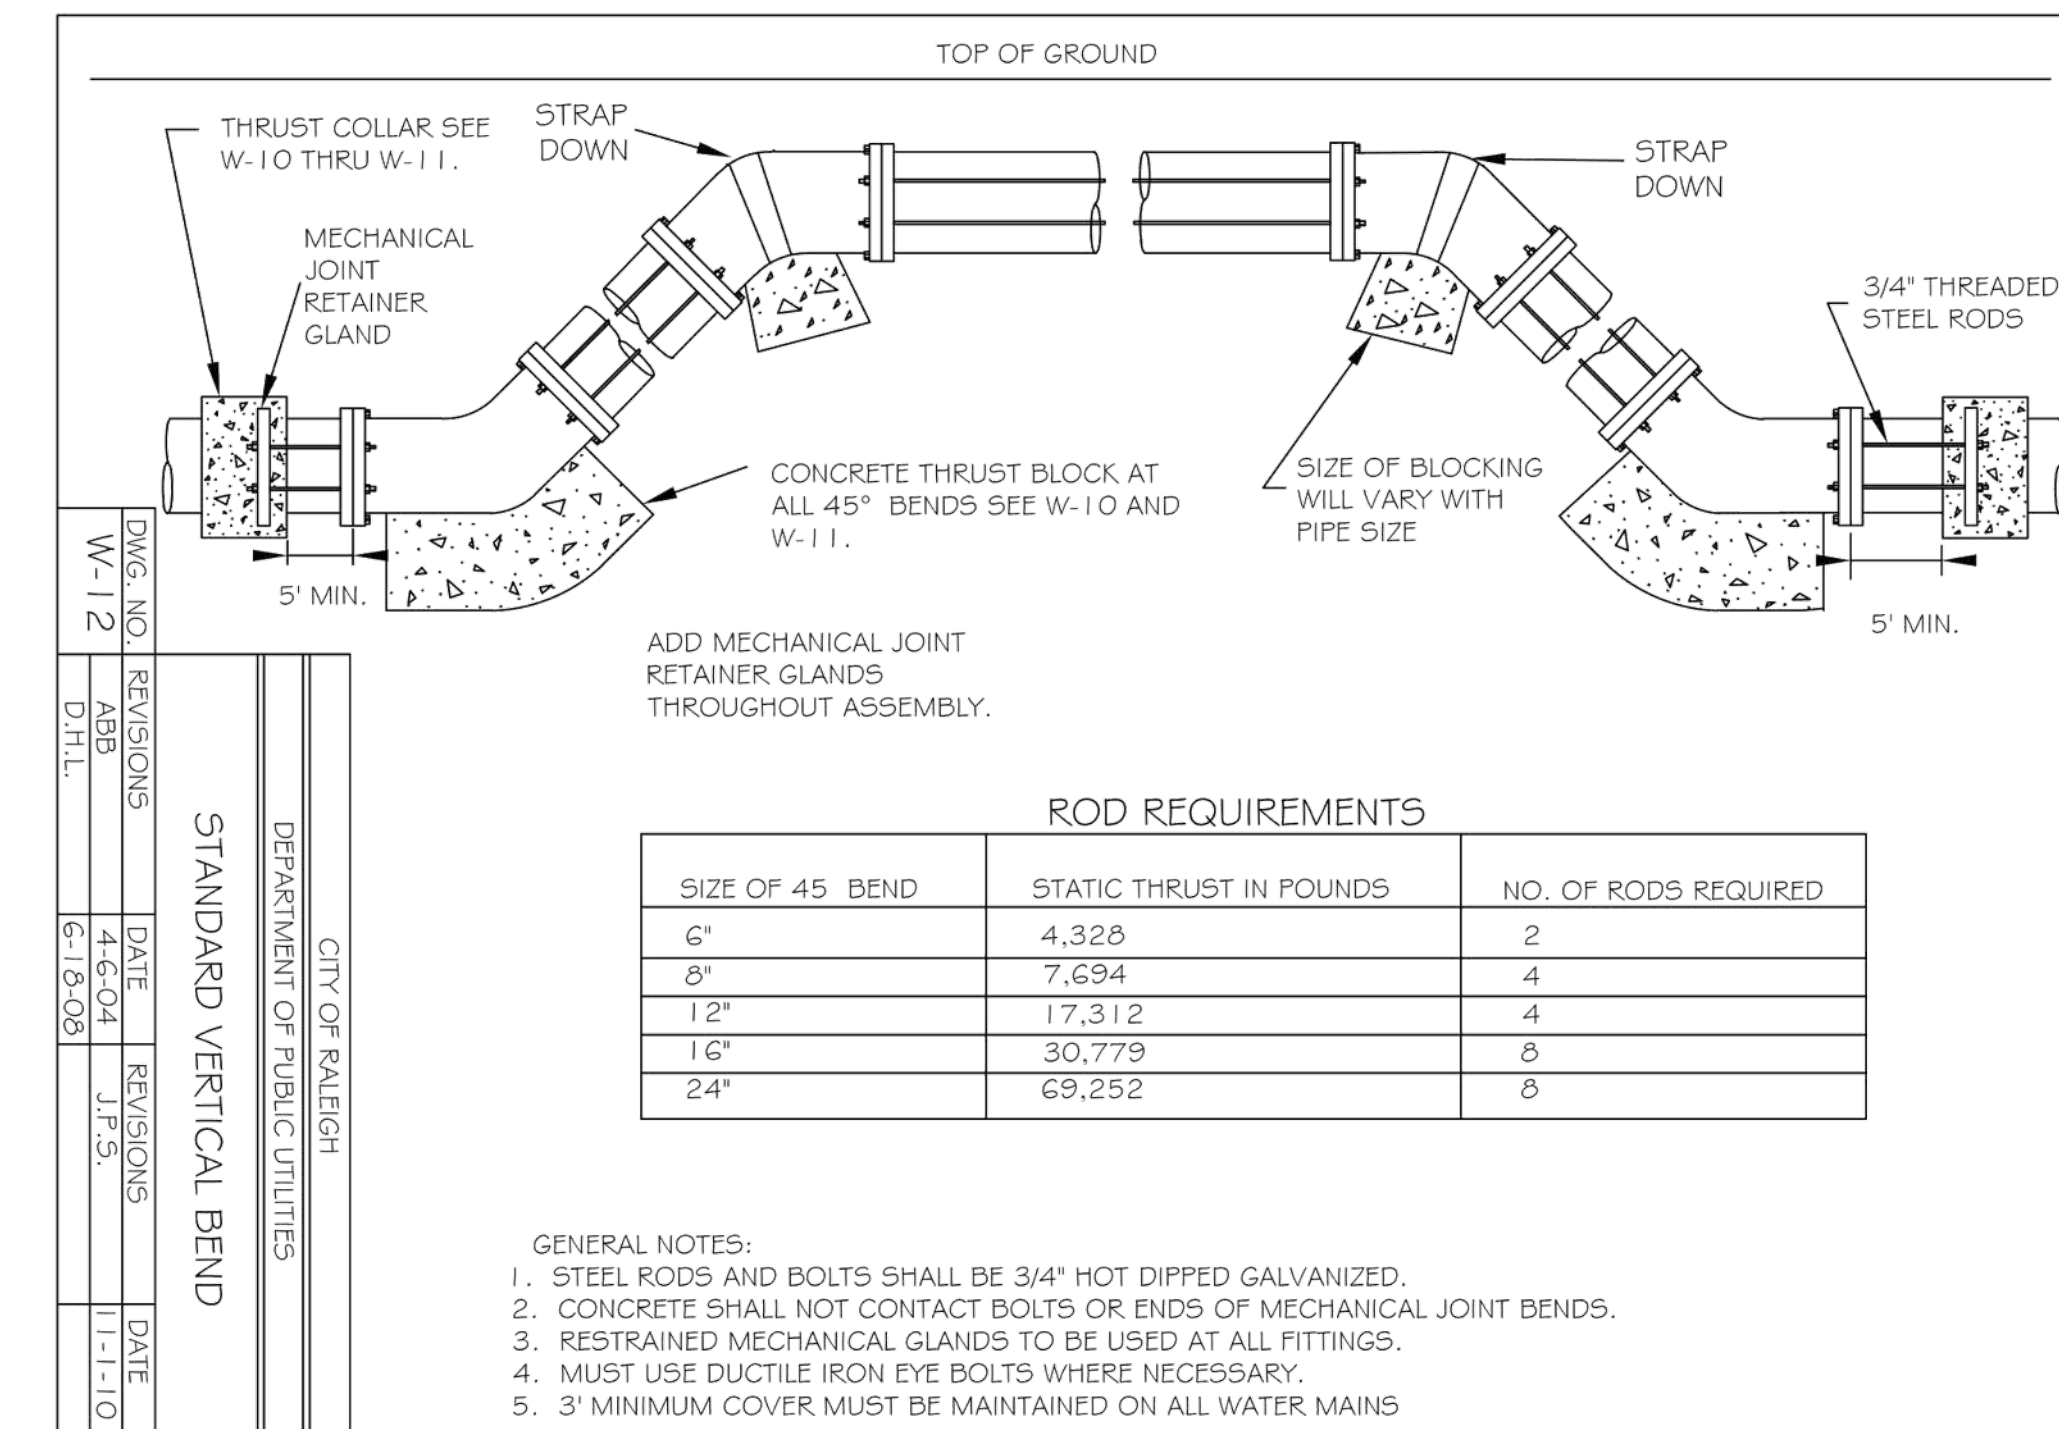 TOP OF GROUND
THRUST COLLAR SEE
W-10 THRU W-11.
STRAP
DOWN
STRAP
DOWN
MECHANICAL
JOINT
RETAINER
GLAND
3/4" THREADED
STEEL RODS
CONCRETE THRUST BLOCK AT
ALL 45° BENDS SEE W-10 AND
W-11.
SIZE OF BLOCKING
WILL VARY WITH
PIPE SIZE
5' MIN.
5' MIN.
ADD MECHANICAL JOINT
RETAINER GLANDS
THROUGHOUT ASSEMBLY.
ROD REQUIREMENTS
SIZE OF 45 BEND STATIC THRUST IN POUNDS NO. OF RODS REQUIRED
6" 4,328 2
8" 7,694 4
12" 17,312 4
16" 30,779 8
24" 69,252 8
GENERAL NOTES:
1. STEEL RODS AND BOLTS SHALL BE 3/4" HOT DIPPED GALVANIZED.
2. CONCRETE SHALL NOT CONTACT BOLTS OR ENDS OF MECHANICAL JOINT BENDS.
3. RESTRAINED MECHANICAL GLANDS TO BE USED AT ALL FITTINGS.
4. MUST USE DUCTILE IRON EYE BOLTS WHERE NECESSARY.
5. 3' MINIMUM COVER MUST BE MAINTAINED ON ALL WATER MAINS
CITY OF RALEIGH
DEPARTMENT OF PUBLIC UTILITIES
STANDARD VERTICAL BEND
DWG. NO. REVISIONS DATE REVISIONS DATE
W-12 ABB 4-6-04 J.P.S. 11-1-10
D.H.L. 6-18-08